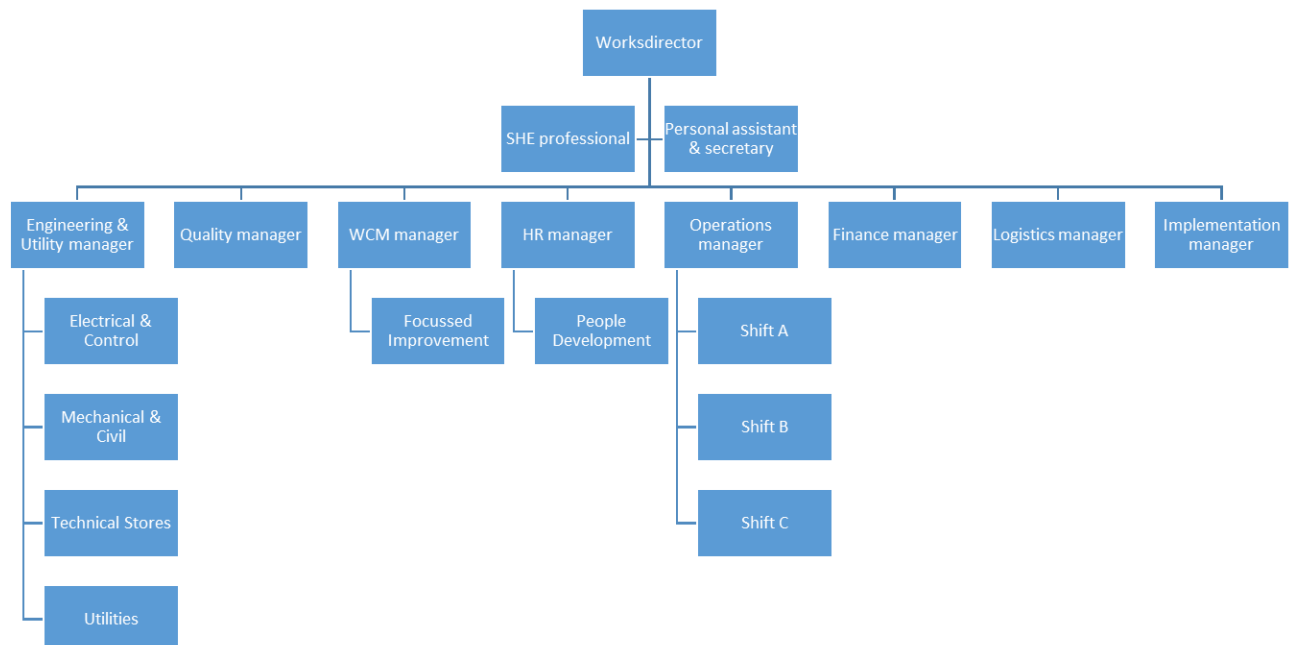 Worksdirector
SHE professional
Personal assistant
& secretary
Engineering &
Utility manager
Quality manager
WCM manager
HR manager
Operations
manager
Finance manager
Logistics manager
Implementation
manager
Electrical &
Control
Focussed
Improvement
People
Development
Shift A
Mechanical &
Civil
Shift B
Technical Stores
Shift C
Utilities